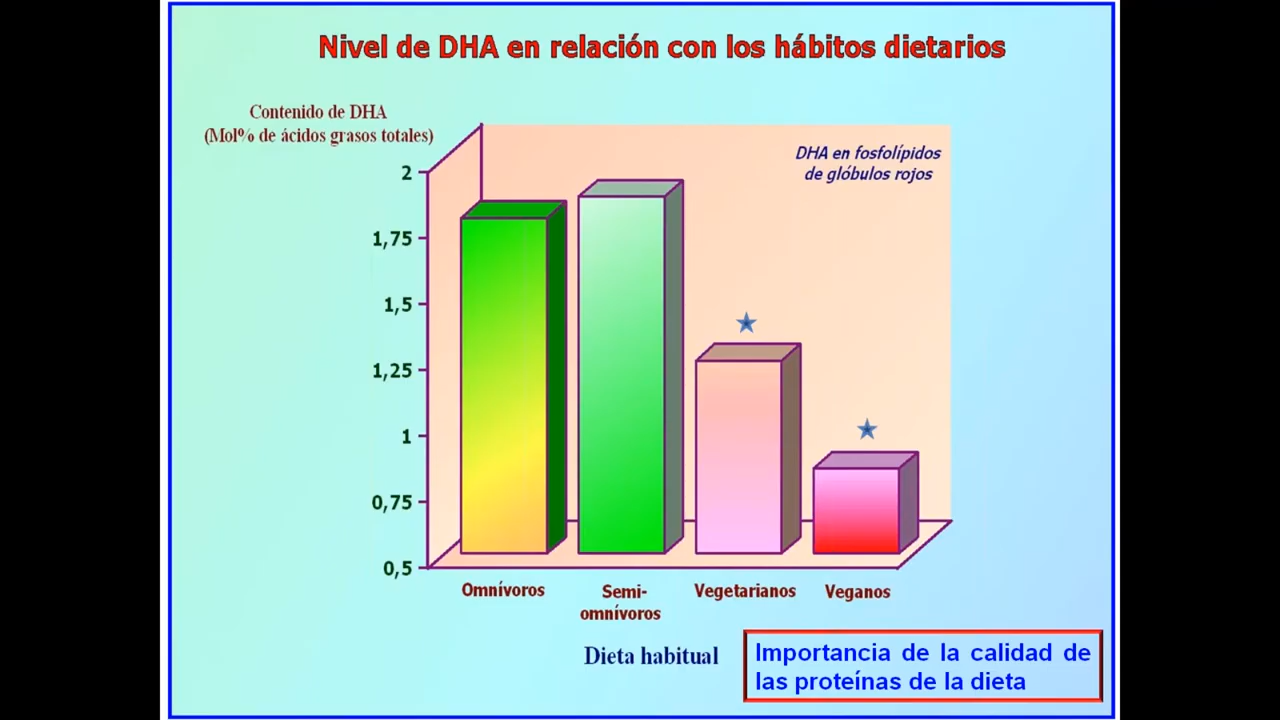 Nivel de DHA en relación con los hábitos dietarios
Contenido de DHA
(Mol% de ácidos grasos totales)
DHA en fosfolípidos
de glóbulos rojos
2
1,75
1,5
1,25
1
0,75
0,5
Omnívoros
Semi-
omnívoros
Vegetarianos
Veganos
Dieta habitual
Importancia de la calidad de
las proteínas de la dieta